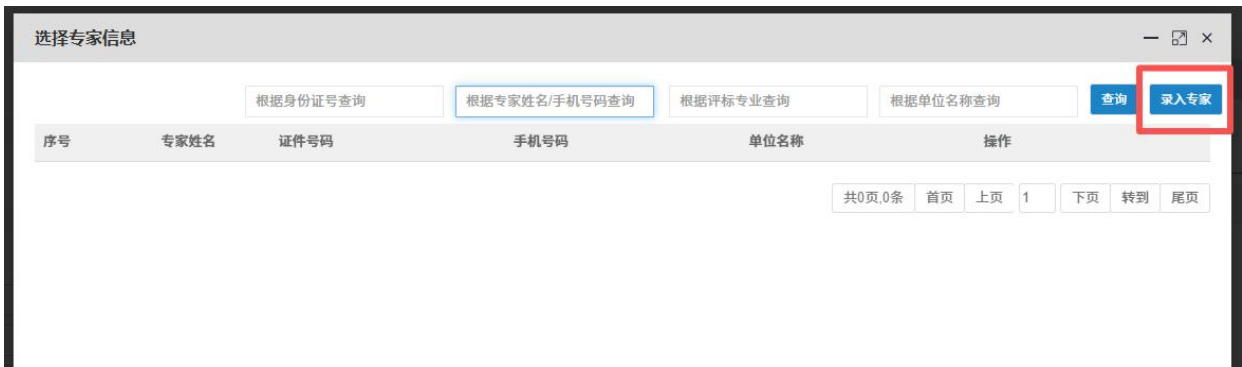 选择专家信息
根据身份证号查询 根据专家姓名/手机号码查询 根据评标专业查询 根据单位名称查询 查询 录入专家
序号 专家姓名 证件号码 手机号码 单位名称 操作
共0页,0条 首页 上页 1 下页 转到 尾页